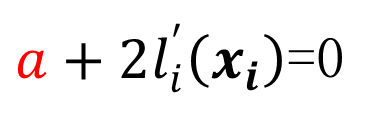 a + 2l′ᵢ(xᵢ)=0